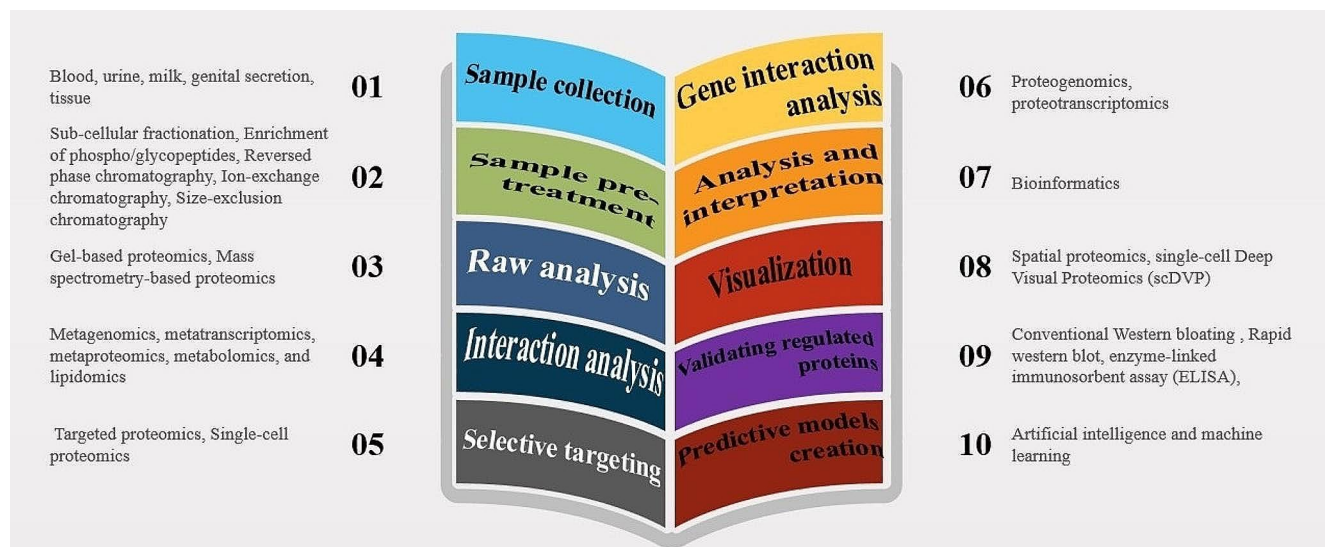 Blood, urine, milk, genital secretion,
tissue
01
Sample collection
Sub-cellular fractionation, Enrichment
of phospho/glycopeptides, Reversed
phase chromatography, Ion-exchange
chromatography, Size-exclusion
chromatography
02
Sample pre-
treatment
Gel-based proteomics, Mass
spectrometry-based proteomics
03
Raw analysis
Metagenomics, metatranscriptomics,
metaproteomics, metabolomics, and
lipidomics
04
Interaction analysis
Targeted proteomics, Single-cell
proteomics
05
Selective targeting
Gene interaction
analysis
06
Proteogenomics,
proteotranscriptomics
Analysis and
interpretation
07
Bioinformatics
Visualization
08
Spatial proteomics, single-cell Deep
Visual Proteomics (scDVP)
Validating regulated
proteins
09
Conventional Western bloating , Rapid
western blot, enzyme-linked
immunosorbent assay (ELISA),
Predictive models
creation
10
Artificial intelligence and machine
learning